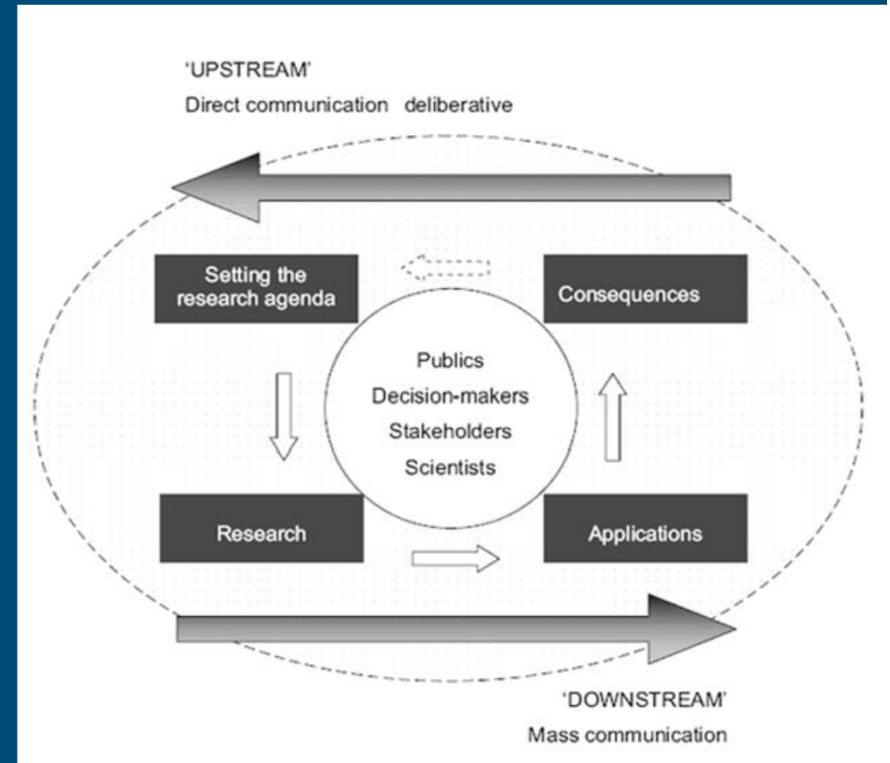 'UPSTREAM'
Direct communication deliberative
Setting the
research agenda
Consequences
Publics
Decision-makers
Stakeholders
Scientists
Research
Applications
'DOWNSTREAM'
Mass communication